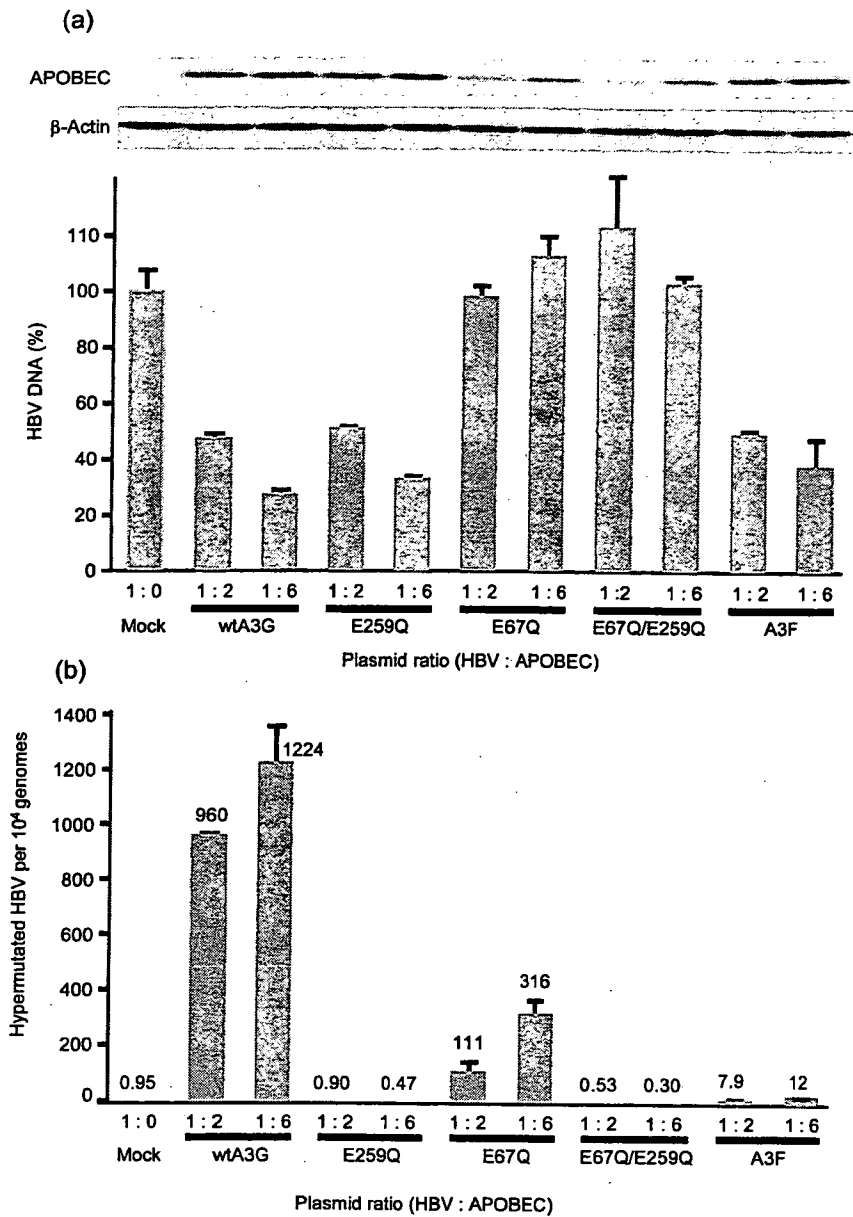 (a)
APOBEC
β-Actin
HBV DNA (%)
110
100
80
60
40
20
0
1 : 0 1 : 2 1 : 6 1 : 2 1 : 6 1 : 2 1 : 6 1:2 1:6 1 : 2 1 : 6
Mock wtA3G E259Q E67Q E67Q/E259Q A3F
Plasmid ratio (HBV : APOBEC)
(b)
Hypermutated HBV per 10⁴ genomes
1400
1200
1000
800
600
400
200
0
0.95 960 1224 0.90 0.47 111 316 0.53 0.30 7.9 12
1 : 0 1 : 2 1 : 6 1 : 2 1 : 6 1 : 2 1 : 6 1 : 2 1 : 6 1 : 2 1 : 6
Mock wtA3G E259Q E67Q E67Q/E259Q A3F
Plasmid ratio (HBV : APOBEC)